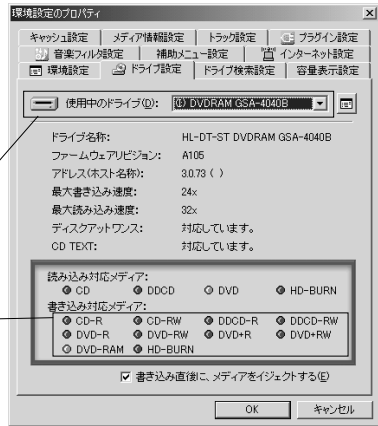 環境設定のプロパティ
キャッシュ設定 メディア情報設定 トラック設定 プラグイン設定
音楽フィルタ設定 補助メニュー設定 インターネット設定
環境設定 ドライブ設定 ドライブ検索設定 容量表示設定
使用中のドライブ(D): DVDRAM GSA-4040B
ドライブ名称: HL-DT-ST DVDRAM GSA-4040B
ファームウェアリビジョン: A105
アドレス(ホスト名称): 3.0.73 ( )
最大書き込み速度: 24x
最大読み込み速度: 32x
ディスクアットワンス: 対応しています。
CD TEXT: 対応しています。
読み込み対応メディア:
CD DDCD DVD HD-BURN
書き込み対応メディア:
CD-R CD-RW DDCD-R DDCD-RW
DVD-R DVD-RW DVD+R DVD+RW
DVD-RAM HD-BURN
書き込み直後に、メディアをイジェクトする(E)
OK キャンセル